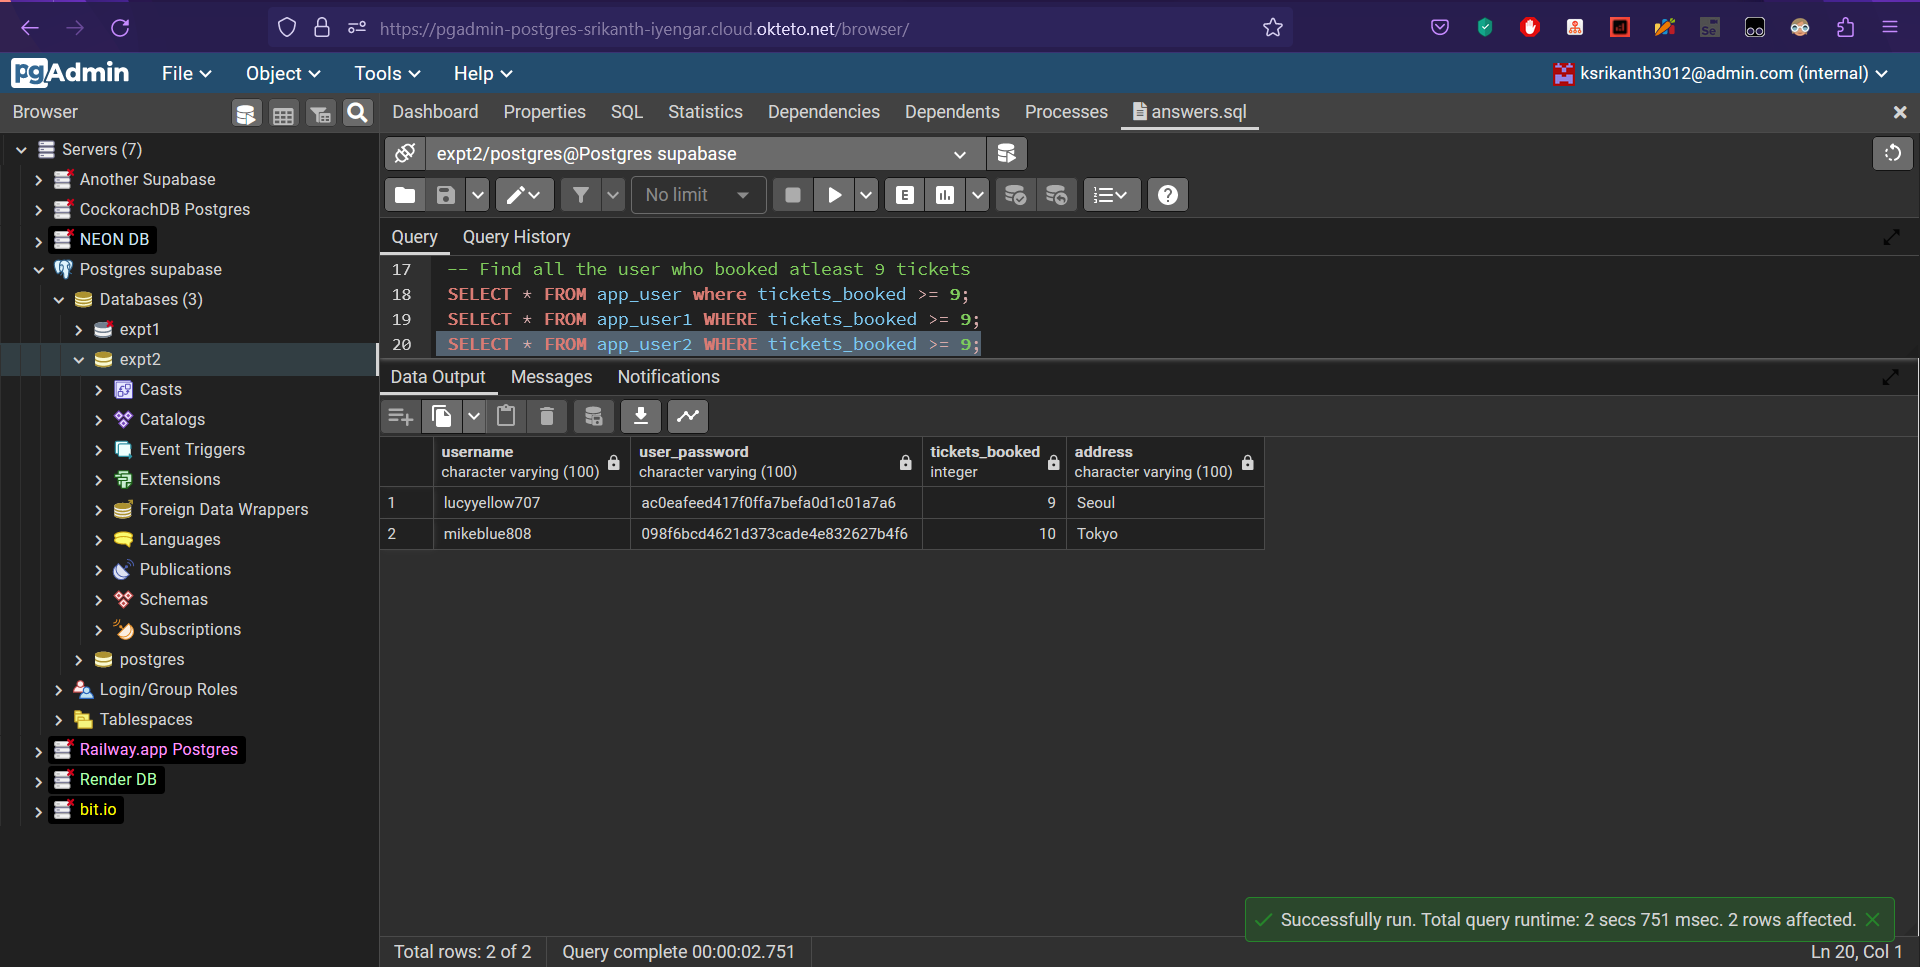 https://pgadmin-postgres-srikanth-iyengar.cloud.okteto.net/browser/
pgAdmin File Object Tools Help ksrikanth3012@admin.com (internal)
Browser
Dashboard Properties SQL Statistics Dependencies Dependents Processes answers.sql
Servers (7)
Another Supabase
CockorachDB Postgres
NEON DB
Postgres supabase
Databases (3)
expt1
expt2
Casts
Catalogs
Event Triggers
Extensions
Foreign Data Wrappers
Languages
Publications
Schemas
Subscriptions
postgres
Login/Group Roles
Tablespaces
Railway.app Postgres
Render DB
bit.io
expt2/postgres@Postgres supabase
No limit E
Query Query History
17 -- Find all the user who booked atleast 9 tickets
18 SELECT * FROM app_user where tickets_booked >= 9;
19 SELECT * FROM app_user1 WHERE tickets_booked >= 9;
20 SELECT * FROM app_user2 WHERE tickets_booked >= 9;
Data Output Messages Notifications
username user_password tickets_booked address
character varying (100) character varying (100) integer character varying (100)
1 lucyyellow707 ac0eafeed417f0ffa7befa0d1c01a7a6 9 Seoul
2 mikeblue808 098f6bcd4621d373cade4e832627b4f6 10 Tokyo
Successfully run. Total query runtime: 2 secs 751 msec. 2 rows affected.
Total rows: 2 of 2 Query complete 00:00:02.751 Ln 20, Col 1